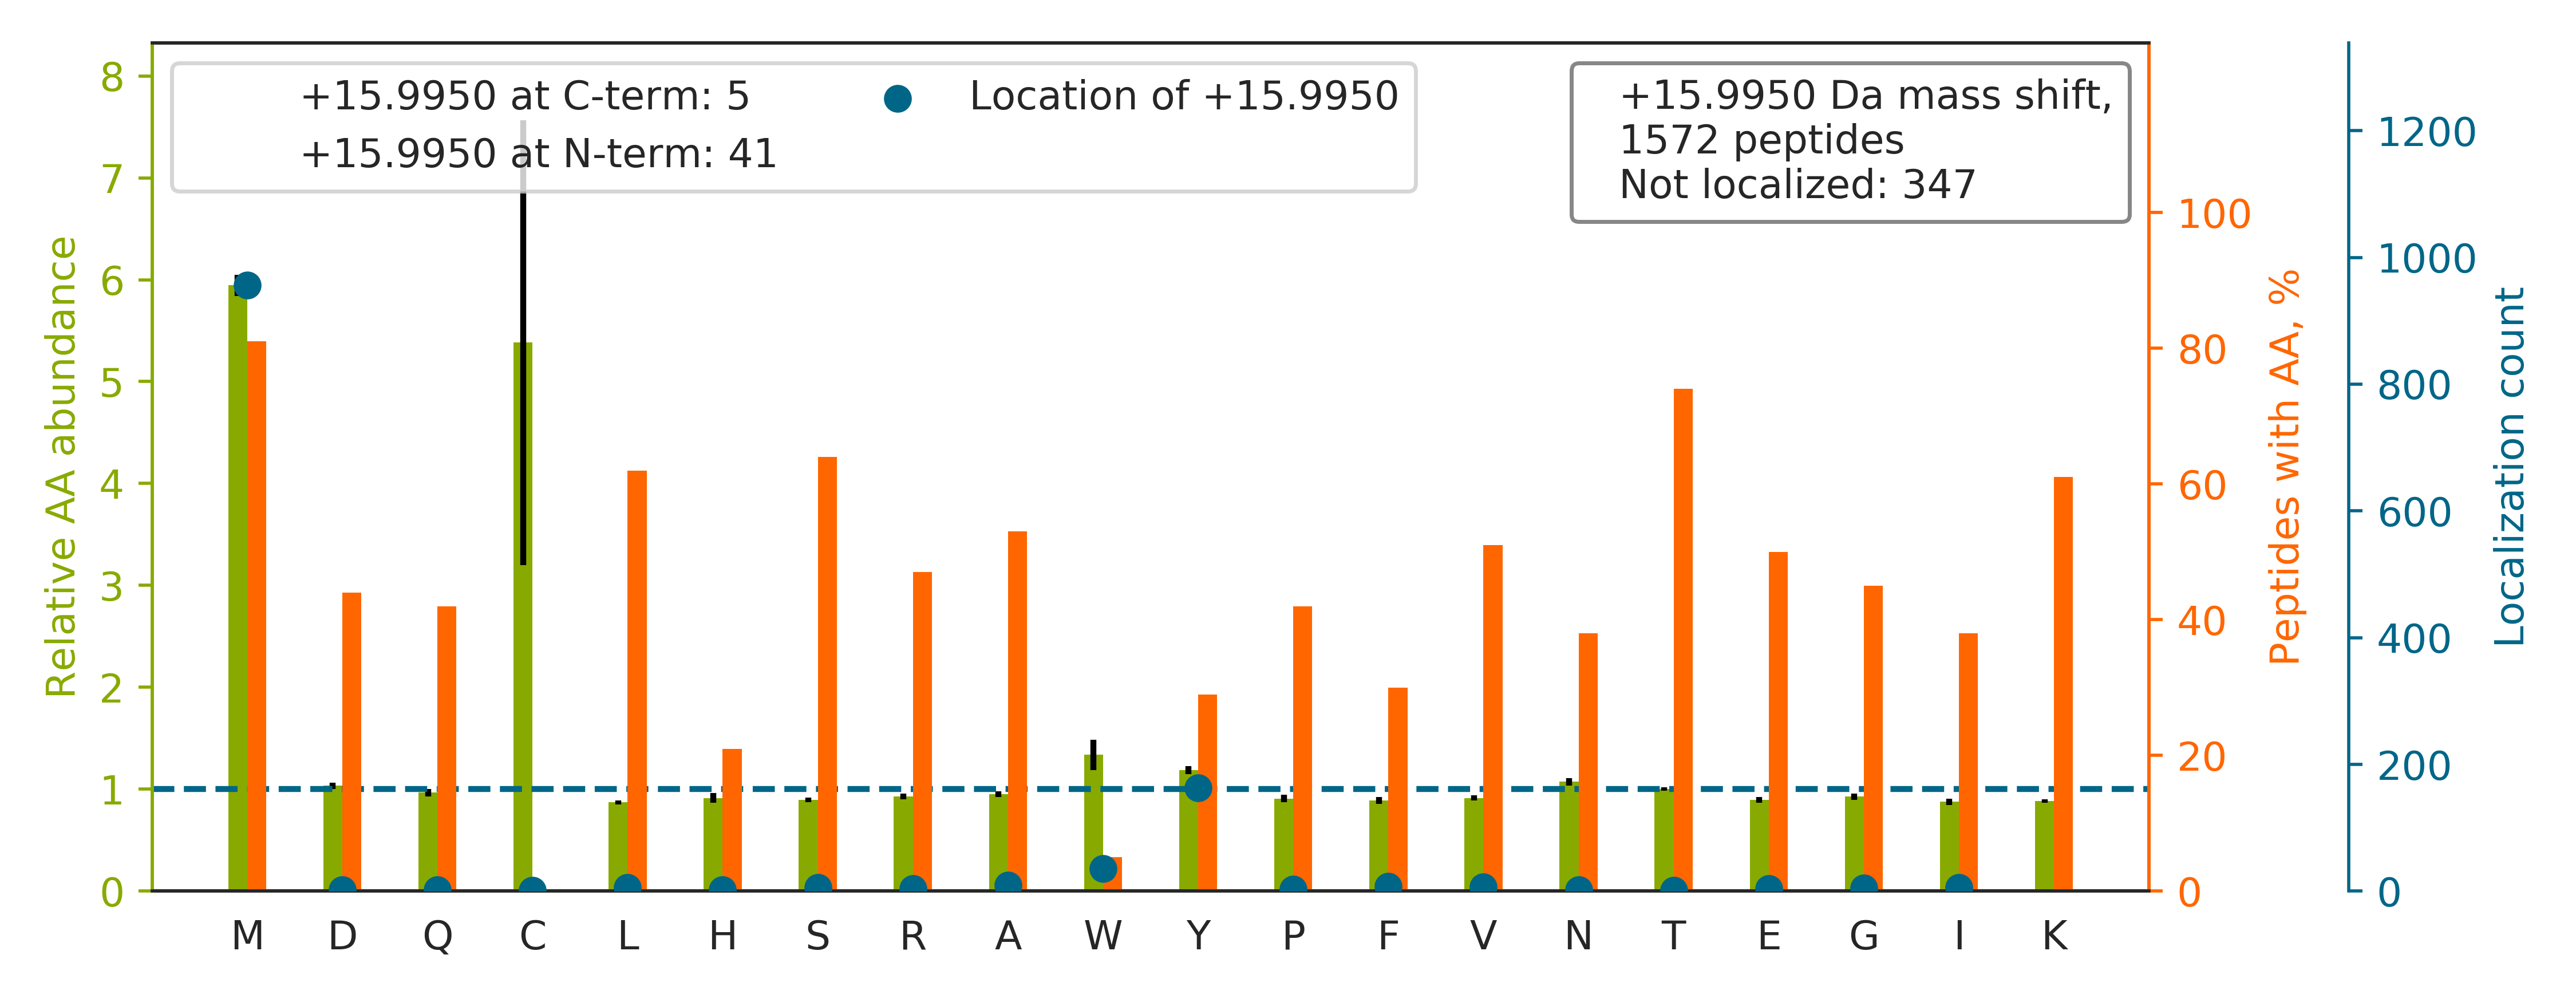 +15.9950 at C-term: 5
+15.9950 at N-term: 41
Location of +15.9950
+15.9950 Da mass shift,
1572 peptides
Not localized: 347
Relative AA abundance
8
7
6
5
4
3
2
1
0
M D Q C L H S R A W Y P F V N T E G I K
100
80
60
40
20
0
Peptides with AA, %
1200
1000
800
600
400
200
0
Localization count